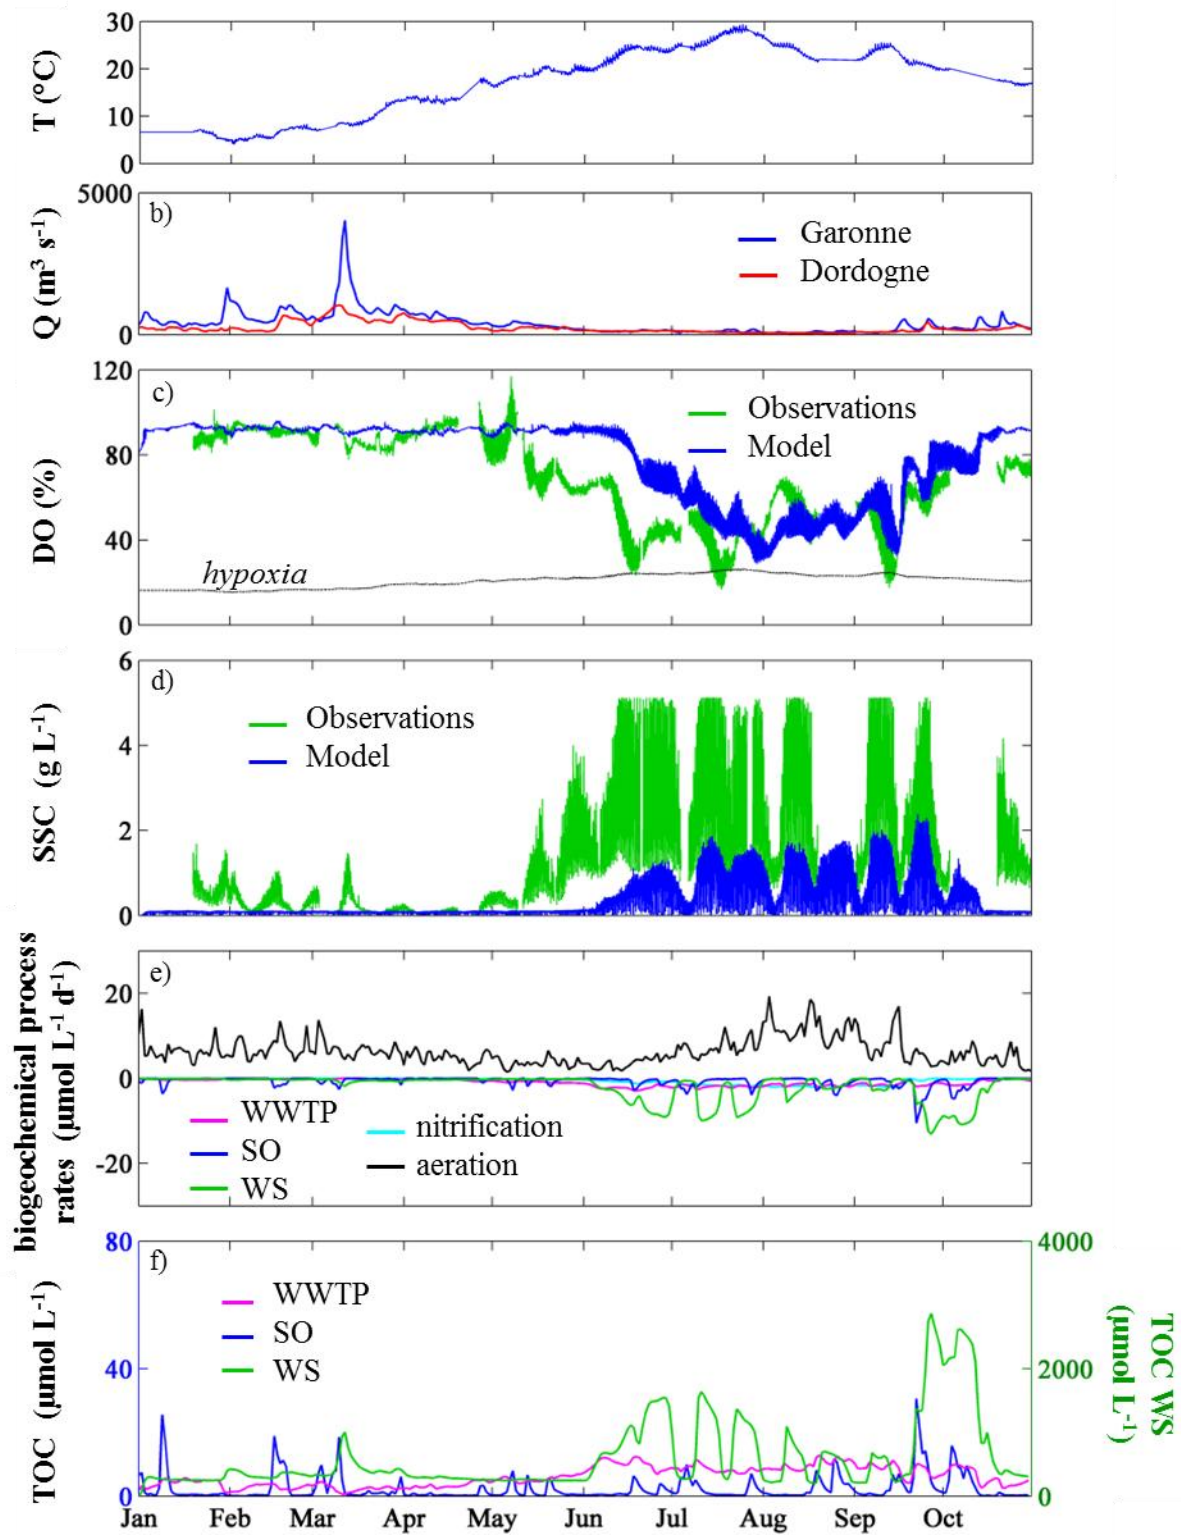 T (°C)
30
20
10
0
Q (m³ s⁻¹)
5000
0
b)
Garonne
Dordogne
DO (%)
120
80
40
0
c)
Observations
Model
hypoxia
SSC (g L⁻¹)
6
4
2
0
d)
Observations
Model
biogeochemical process
rates (µmol L⁻¹ d⁻¹)
20
0
-20
e)
WWTP
SO
WS
nitrification
aeration
TOC (µmol L⁻¹)
80
40
0
f)
WWTP
SO
WS
4000
2000
0
TOC WS
(µmol L⁻¹)
Jan Feb Mar Apr May Jun Jul Aug Sep Oct